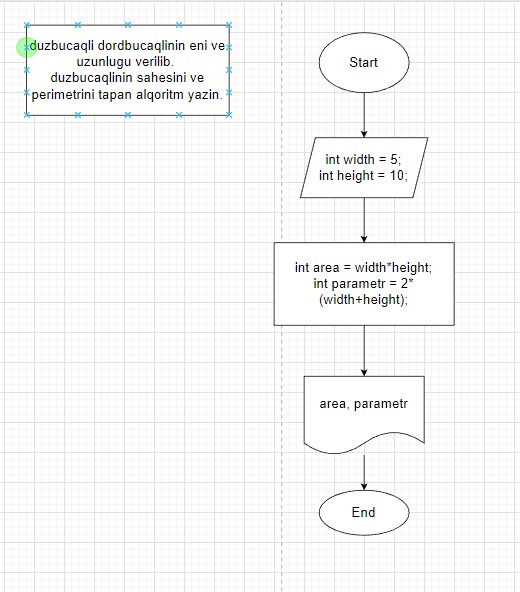 duzbucaqli dordbucaqlinin eni ve
uzunlugu verilib.
duzbucaqlinin sahesini ve
perimetrini tapan alqoritm yazin.
Start
int width = 5;
int height = 10;
int area = width*height;
int parametr = 2*
(width+height);
area, parametr
End